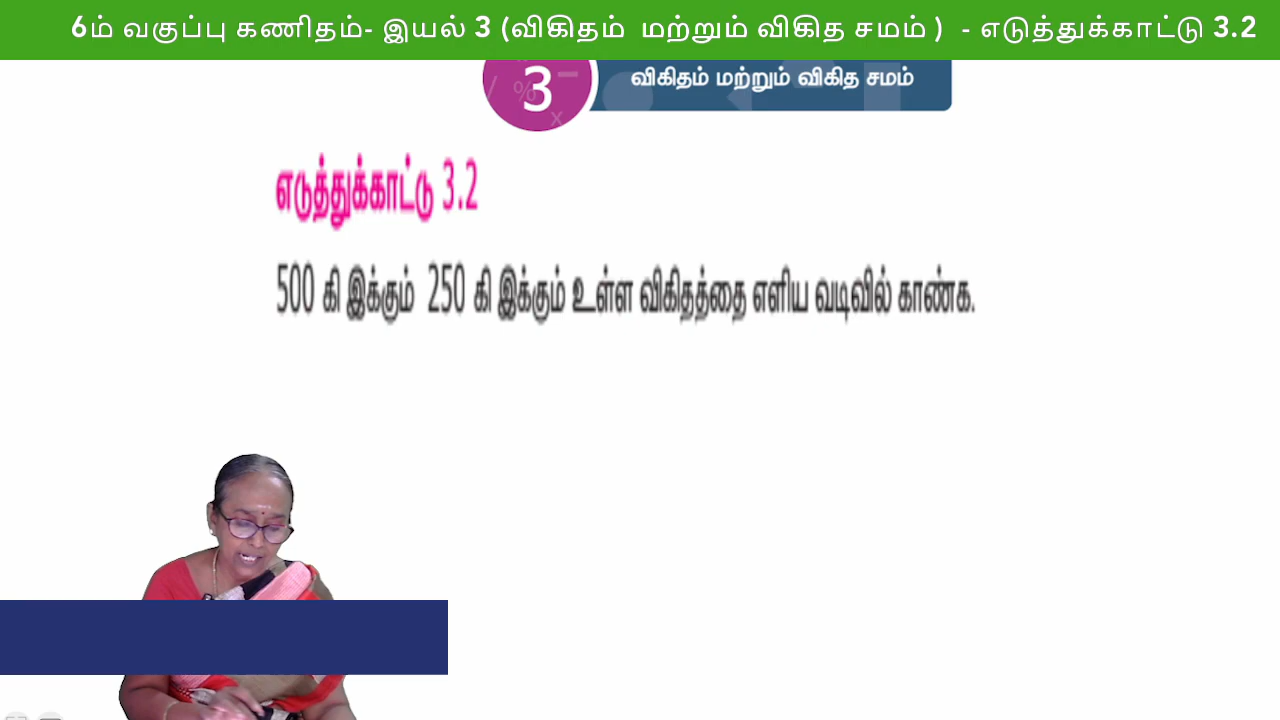 6ம் வகுப்பு கணிதம்- இயல் 3 (விகிதம் மற்றும் விகித சமம் ) - எடுத்துக்காட்டு 3.2
3 விகிதம் மற்றும் விகித சமம்
% x
எடுத்துக்காட்டு 3.2
500 கி இக்கும் 250 கி இக்கும் உள்ள விகிதத்தை எளிய வடிவில் காண்க.